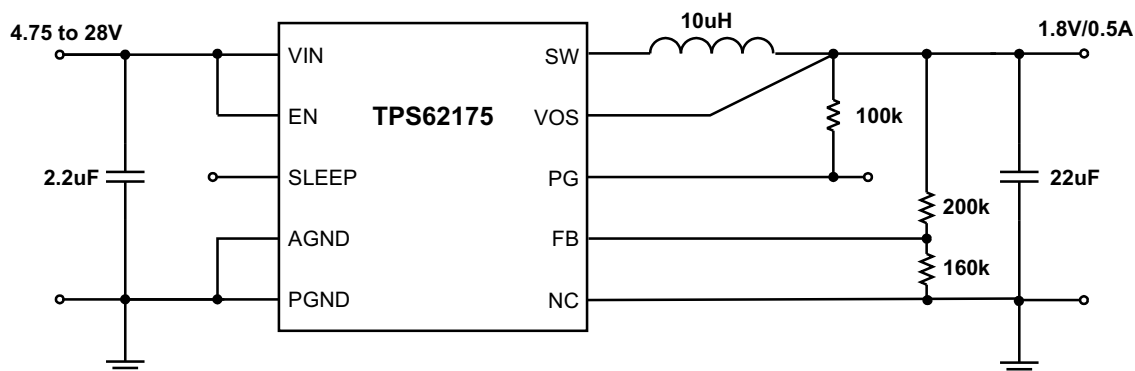 10uH
4.75 to 28V
1.8V/0.5A
VIN
SW
EN
TPS62175
VOS
100k
2.2uF
SLEEP
PG
22uF
200k
AGND
FB
160k
PGND
NC